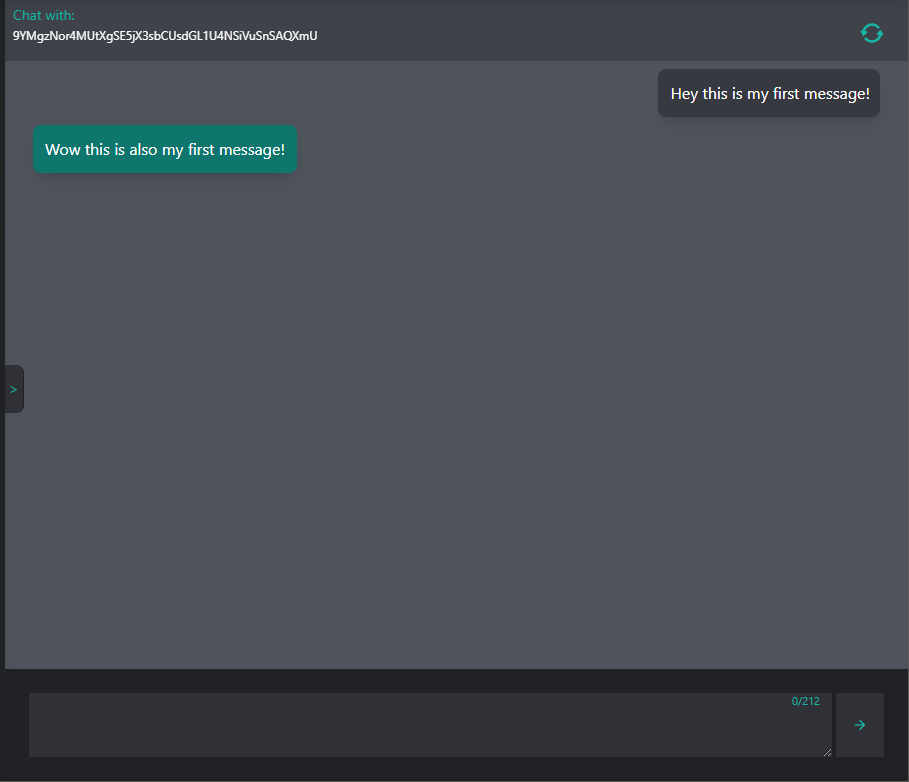 Chat with:
9YMgzNor4MUtXgSE5jX3sbCUsdGL1U4NSiVuSnSAQXmU
Hey this is my first message!
Wow this is also my first message!
>
0/212